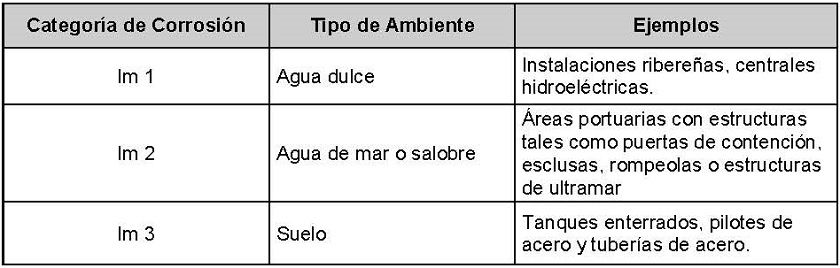 Categoría de Corrosión Tipo de Ambiente Ejemplos
Im 1 Agua dulce Instalaciones ribereñas, centrales
hidroeléctricas.
Im 2 Agua de mar o salobre Áreas portuarias con estructuras
tales como puertas de contención,
esclusas, rompeolas o estructuras
de ultramar
Im 3 Suelo Tanques enterrados, pilotes de
acero y tuberías de acero.